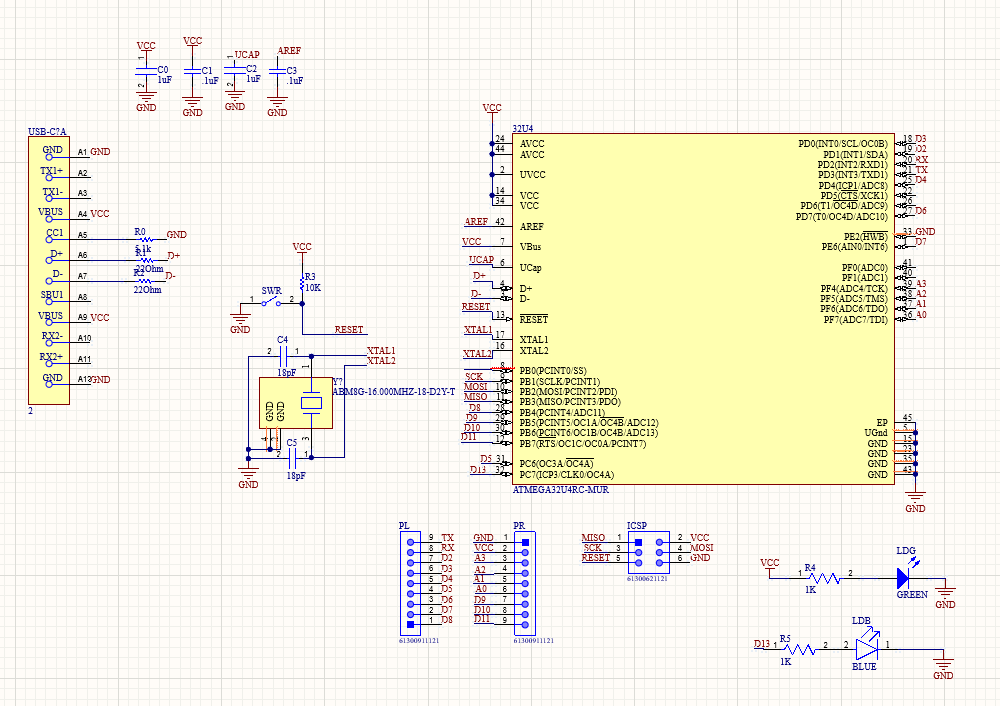 VCC VCC UCAP AREF
1 1
C0 C1 C2 C3
1uF .1uF 1uF .1uF
2 2
GND GND GND GND
USB-C?A
GND A1 GND
TX1+ A2
TX1- A3
VBUS A4 VCC
CC1 A5 R0 5.1k GND
D+ A6 R1 22Ohm D+
D- A7 R2 22Ohm D-
SBU1 A8
VBUS A9 VCC
RX2- A10
RX2+ A11
GND A12 GND
2
VCC
R3
10K
SWR
1 2
GND
RESET
C4
2 1
18pF
XTAL1
XTAL2
Y?
ABM8G-16.000MHZ-18-D2Y-T
1
GND
GND
4
2
3
C5
2 1
18pF
GND
VCC
32U4
24 AVCC
44 AVCC
2 UVCC
14 VCC
34 VCC
AREF 42 AREF
VCC 7 VBus
UCAP 6 UCap
D+ 4 D+
D- 3 D-
RESET 13 RESET
XTAL1 17 XTAL1
XTAL2 16 XTAL2
8 PB0(PCINT0/SS)
SCK 9 PB1(SCLK/PCINT1)
MOSI 10 PB2(MOSI/PCINT2/PDI)
MISO 11 PB3(MISO/PCINT3/PDO)
D8 28 PB4(PCINT4/ADC11)
D9 29 PB5(PCINT5/OC1A/OC4B/ADC12)
D10 30 PB6(PCINT6/OC1B/OC4B/ADC13)
D11 12 PB7(RTS/OC1C/OC0A/PCINT7)
D5 31 PC6(OC3A/OC4A)
D13 32 PC7(ICP3/CLK0/OC4A)
PD0(INT0/SCL/OC0B) 18 D3
PD1(INT1/SDA) 19 D2
PD2(INT2/RXD1) 20 RX
PD3(INT3/TXD1) 21 TX
PD4(ICP1/ADC8) 25 D4
PD5(CTS/XCK1) 22
PD6(T1/OC4D/ADC9) 26
PD7(T0/OC4D/ADC10) 27 D6
PE2(HWB) 33 GND
PE6(AIN0/INT6) 1 D7
PF0(ADC0) 41
PF1(ADC1) 40
PF4(ADC4/TCK) 39 A3
PF5(ADC5/TMS) 38 A2
PF6(ADC6/TDO) 37 A1
PF7(ADC7/TDI) 36 A0
EP 45
UGnd 5
GND 15
GND 23
GND 35
GND 43
GND
ATMEGA32U4RC-MUR
PL
9 TX
8 RX
7 D2
6 D3
5 D4
4 D5
3 D6
2 D7
1 D8
61300911121
PR
GND 1
VCC 2
A3 3
A2 4
A1 5
A0 6
D9 7
D10 8
D11 9
61300911121
ICSP
MISO 1 2 VCC
SCK 3 4 MOSI
RESET 5 6 GND
61300621121
VCC
1 R4 2
1K
LDG
GREEN
GND
D13 1 R5 2
1K
LDB
2 1
BLUE
GND